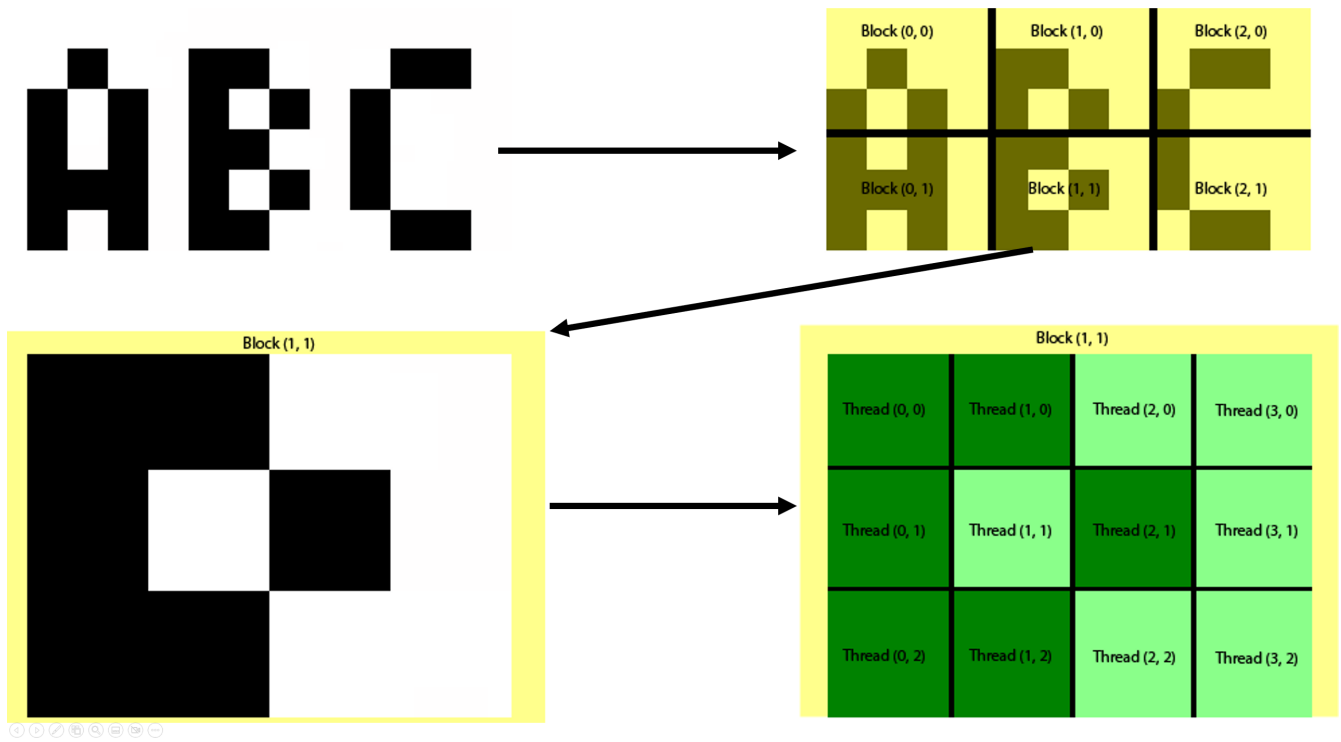 ABC
Block (0, 0) Block (1, 0) Block (2, 0)
Block (0, 1) Block (1, 1) Block (2, 1)
Block (1, 1)
Block (1, 1)
Thread (0, 0) Thread (1, 0) Thread (2, 0) Thread (3, 0)
Thread (0, 1) Thread (1, 1) Thread (2, 1) Thread (3, 1)
Thread (0, 2) Thread (1, 2) Thread (2, 2) Thread (3, 2)